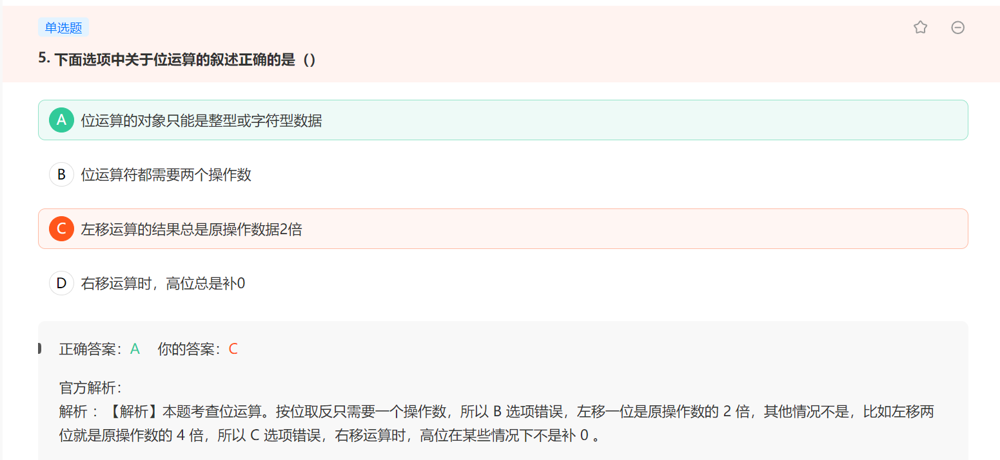 单选题
5. 下面选项中关于位运算的叙述正确的是（）
A 位运算的对象只能是整型或字符型数据
B 位运算符都需要两个操作数
C 左移运算的结果总是原操作数据2倍
D 右移运算时，高位总是补0
正确答案：A 你的答案：C
官方解析：
解析 ：【解析】本题考查位运算。按位取反只需要一个操作数，所以 B 选项错误，左移一位是原操作数的 2 倍，其他情况不是，比如左移两
位就是原操作数的 4 倍，所以 C 选项错误，右移运算时，高位在某些情况下不是补 0 。